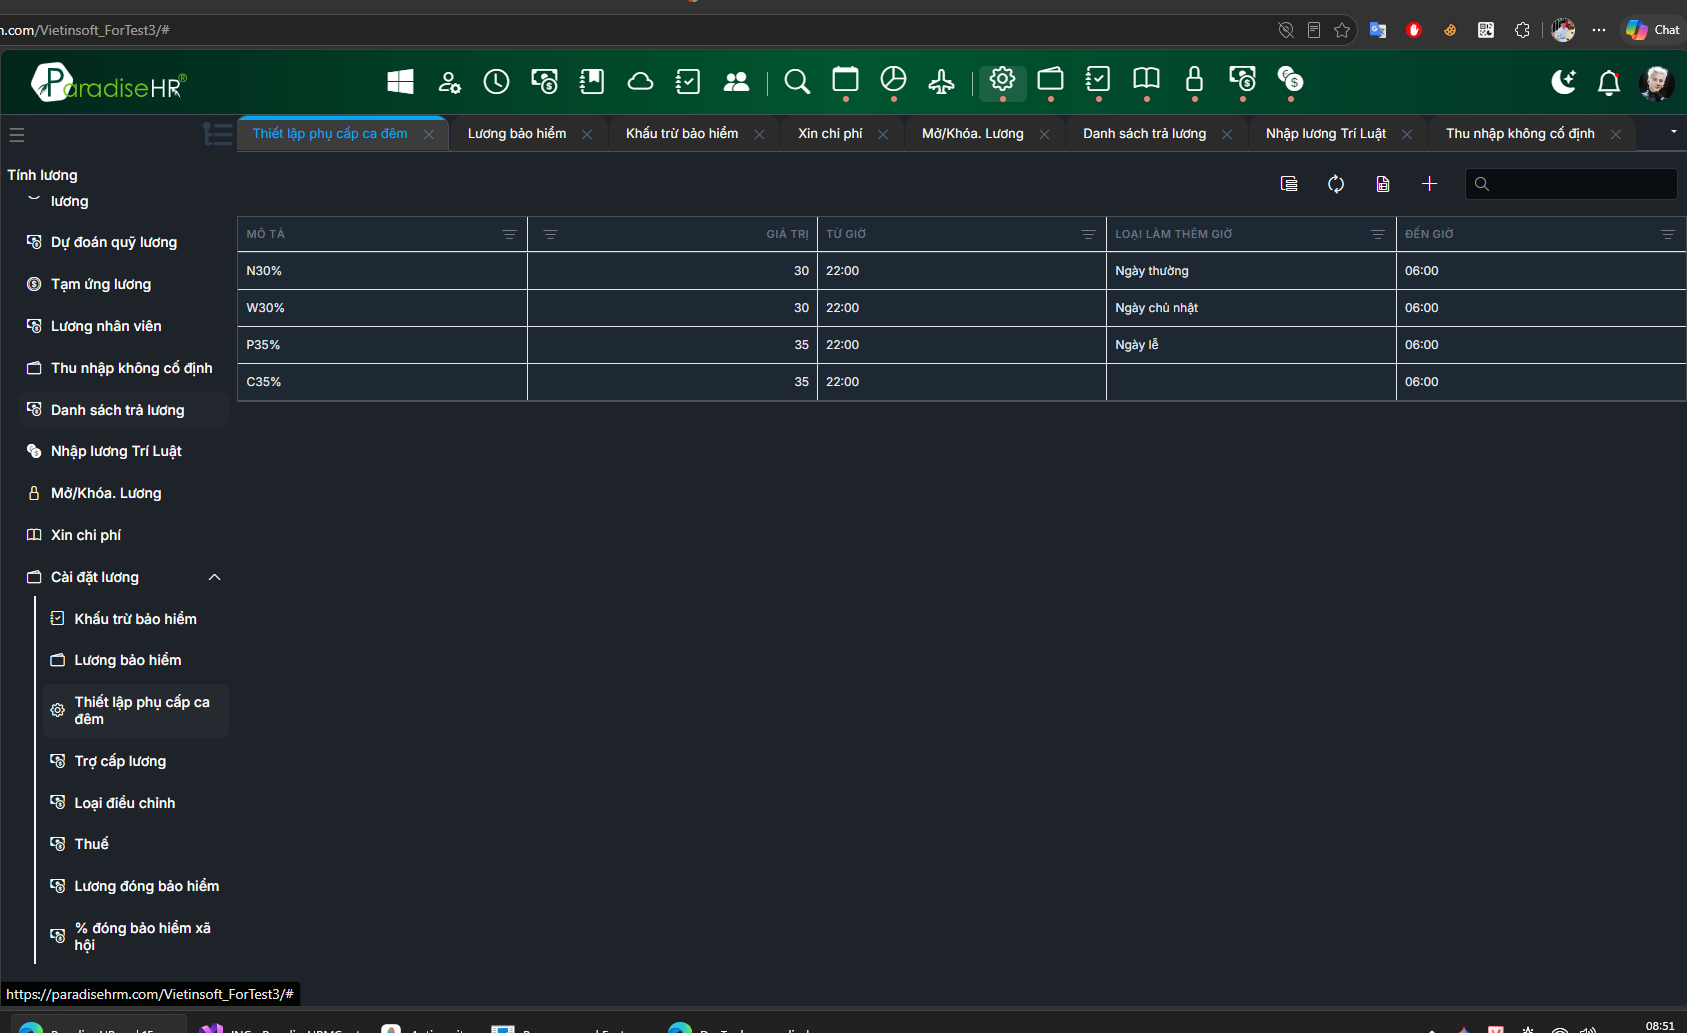 n.com/Vietinsoft_ForTest3/#
Chat
ParadiseHR®
Thiết lập phụ cấp ca đêm
Lương bảo hiểm
Khấu trừ bảo hiểm
Xin chi phí
Mở/Khóa. Lương
Danh sách trả lương
Nhập lương Trí Luật
Thu nhập không cố định
Tính lương
lương
Dự đoán quỹ lương
Tạm ứng lương
Lương nhân viên
Thu nhập không cố định
Danh sách trả lương
Nhập lương Trí Luật
Mở/Khóa. Lương
Xin chi phí
Cài đặt lương
Khấu trừ bảo hiểm
Lương bảo hiểm
Thiết lập phụ cấp ca
đêm
Trợ cấp lương
Loại điều chỉnh
Thuế
Lương đóng bảo hiểm
% đóng bảo hiểm xã
hội
MÔ TẢ GIÁ TRỊ TỪ GIỜ LOẠI LÀM THÊM GIỜ ĐẾN GIỜ
N30% 30 22:00 Ngày thường 06:00
W30% 30 22:00 Ngày chủ nhật 06:00
P35% 35 22:00 Ngày lễ 06:00
C35% 35 22:00 06:00
https://paradisehrm.com/Vietinsoft_ForTest3/#
08:51